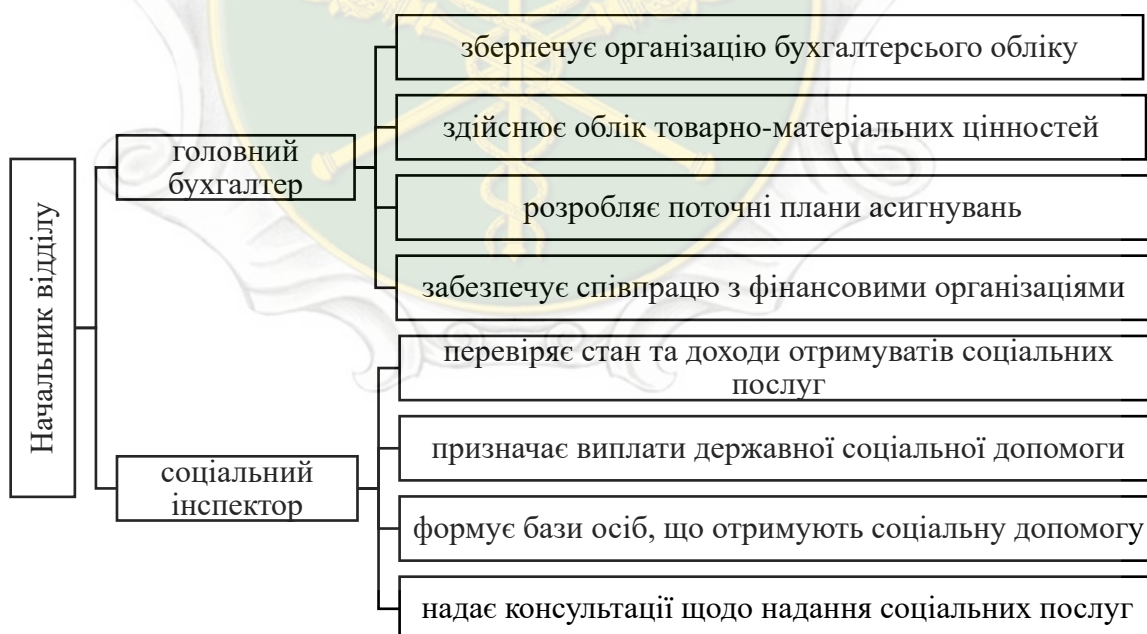 Начальник відділу
головний
бухгалтер
зберпечує організацію бухгалтерсього обліку
здійснює облік товарно-матеріальних цінностей
розробляє поточні плани асигнувань
забезпечує співпрацю з фінансовими організаціями
соціальний
інспектор
перевіряє стан та доходи отримуватів соціальних
послуг
призначає виплати державної соціальної допомоги
формує бази осіб, що отримують соціальну допомогу
надає консультації щодо надання соціальних послуг